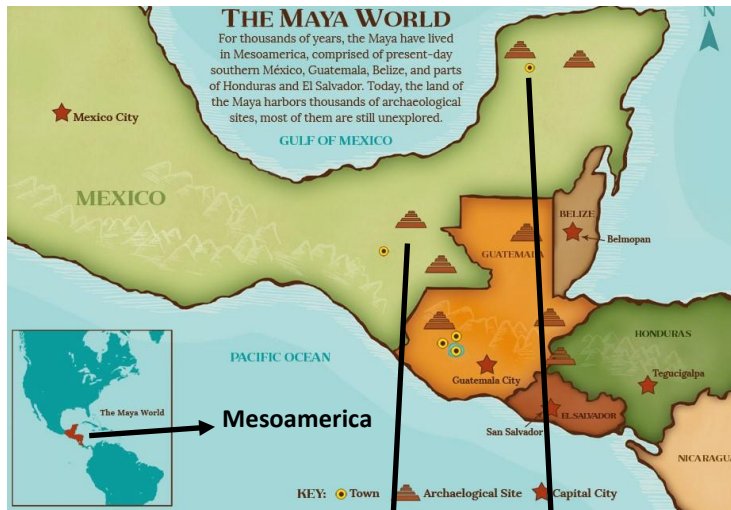 THE MAYA WORLD
For thousands of years, the Maya have lived
in Mesoamerica, comprised of present-day
southern México, Guatemala, Belize, and parts
of Honduras and El Salvador. Today, the land of
the Maya harbors thousands of archaeological
sites, most of them are still unexplored.
N
Mexico City
GULF OF MEXICO
MEXICO
BELIZE
Belmopan
GUATEMALA
HONDURAS
PACIFIC OCEAN
Guatemala City
Tegucigalpa
The Maya World
Mesoamerica
EL SALVADOR
San Salvador
NICARAGU
KEY: Town Archaelogical Site Capital City